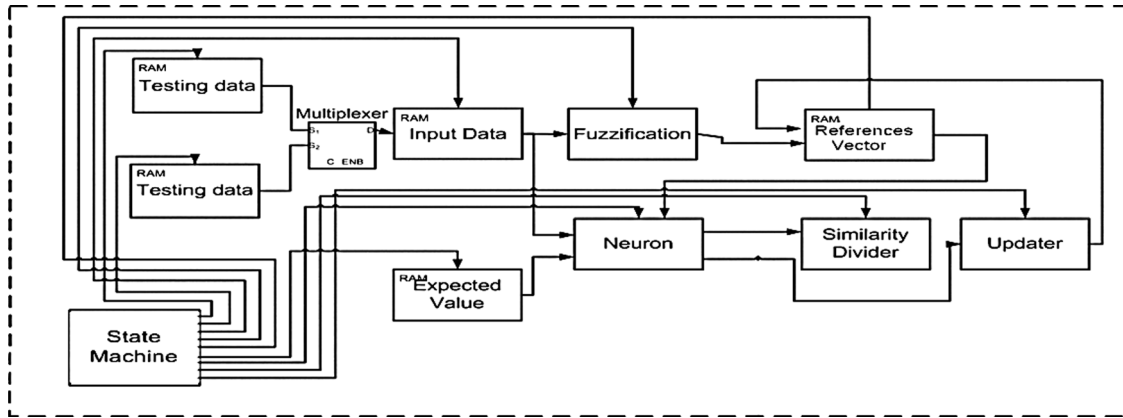 RAM
Testing data
Multiplexer
S1
S2
D
C ENB
RAM
Input Data
Fuzzification
RAM
References
Vector
RAM
Testing data
Neuron
Similarity
Divider
Updater
RAM
Expected
Value
State
Machine